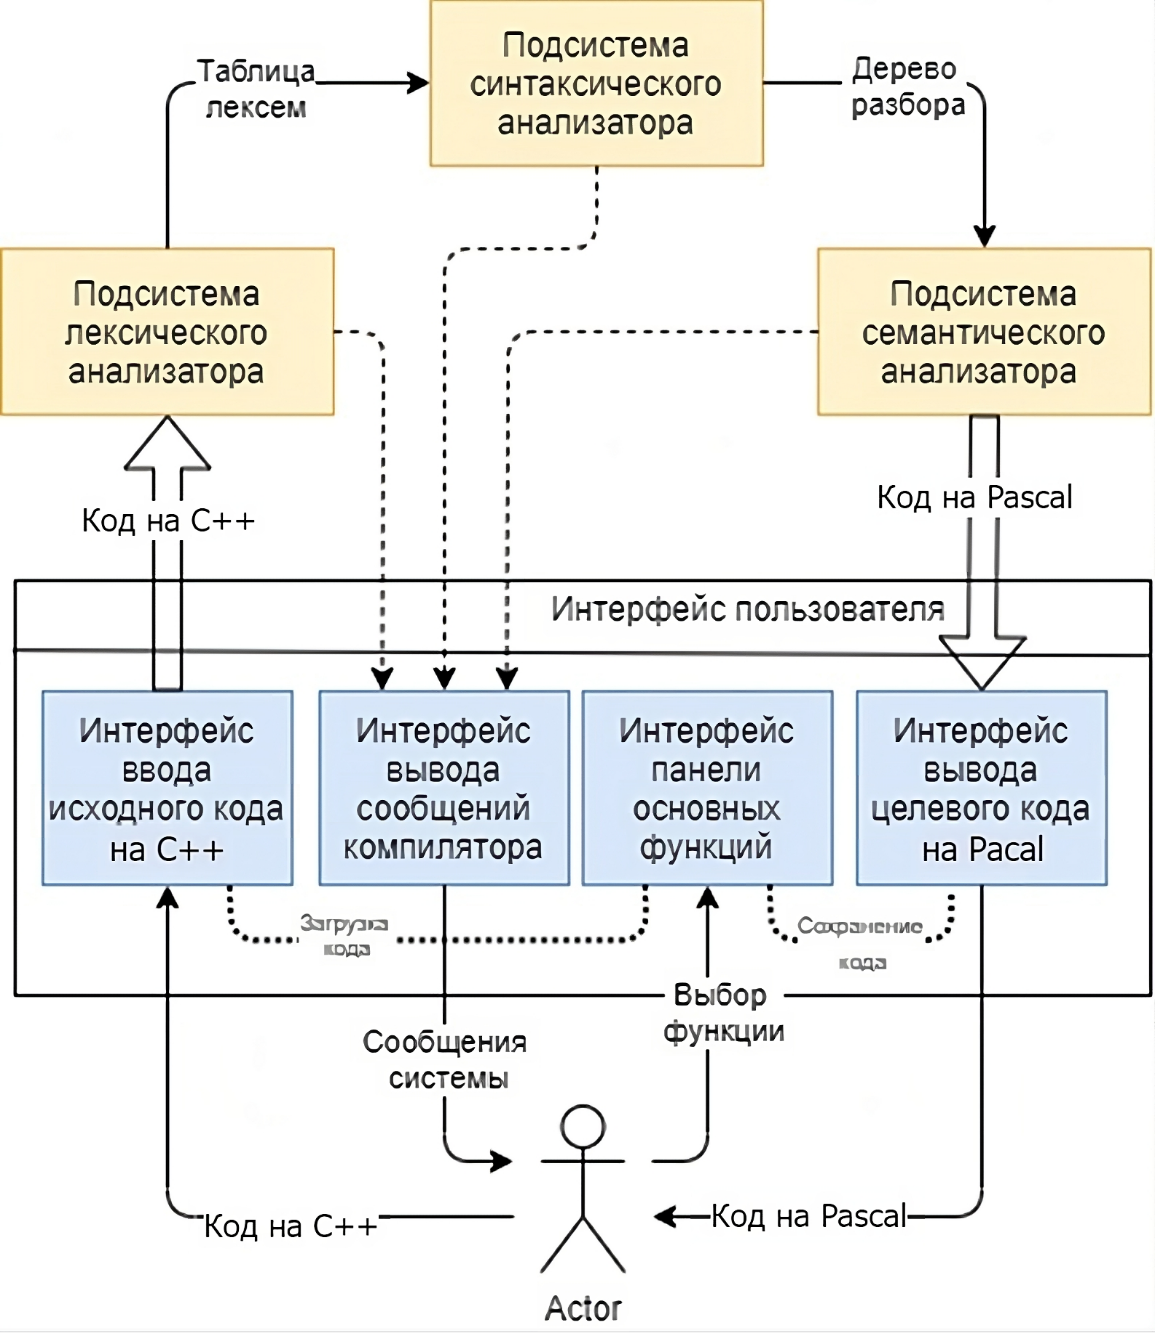 Подсистема
синтаксического
анализатора
Таблица
лексем
Дерево
разбора
Подсистема
лексического
анализатора
Подсистема
семантического
анализатора
Код на C++
Код на Pascal
Интерфейс пользователя
Интерфейс
ввода
исходного кода
на C++
Интерфейс
вывода
сообщений
компилятора
Интерфейс
панели
основных
функций
Интерфейс
вывода
целевого кода
на Pacal
Загрузка
кода
Сохранение
кода
Выбор
функции
Сообщения
системы
Код на C++
Код на Pascal
Actor